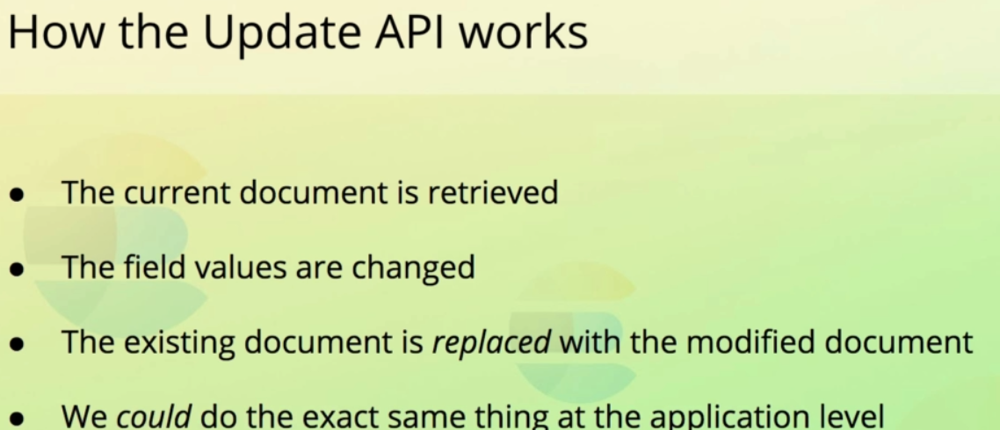 How the Update API works
● The current document is retrieved
● The field values are changed
● The existing document is replaced with the modified document
● We could do the exact same thing at the application level